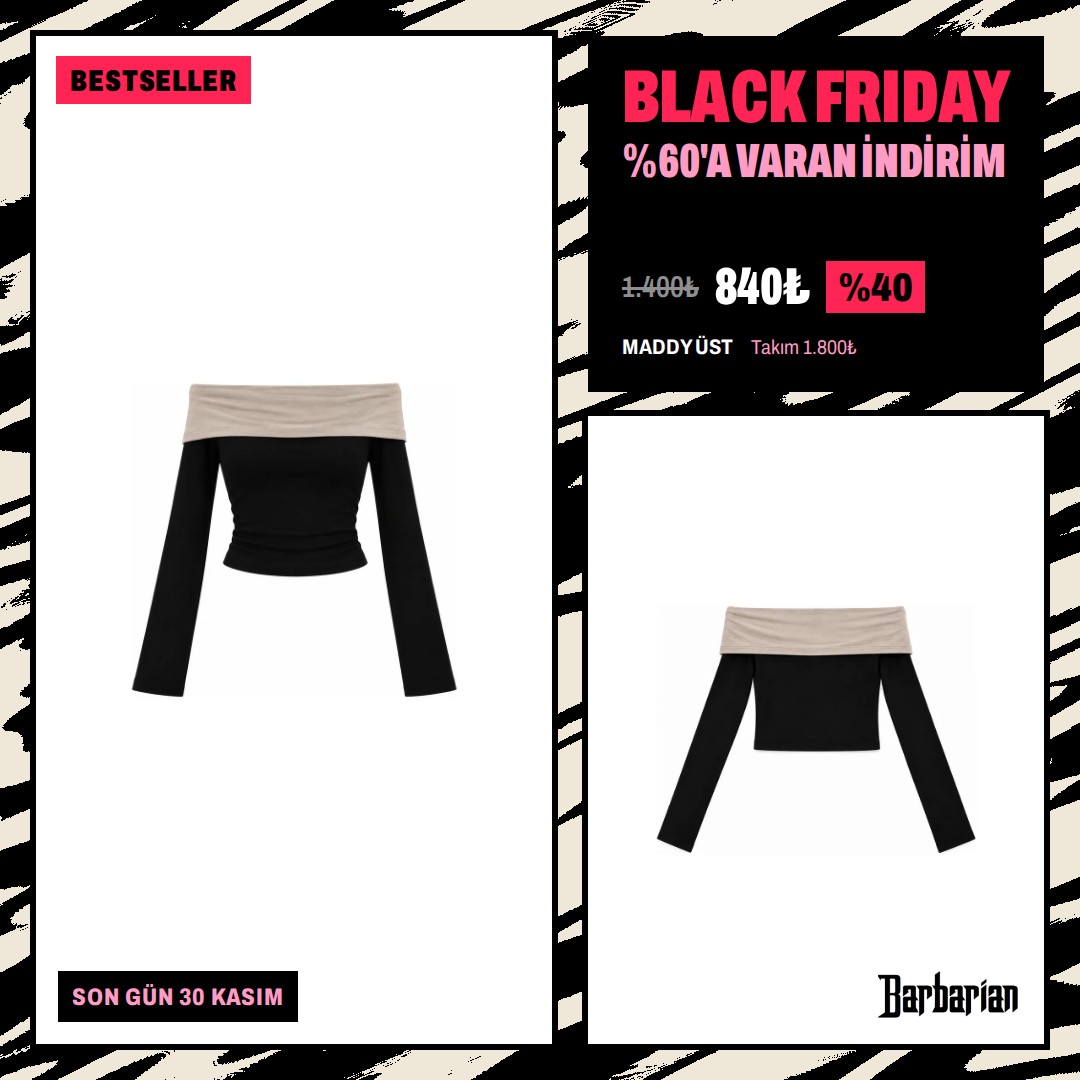 BESTSELLER
BLACK FRIDAY
%60'A VARAN İNDİRİM
1.400₺ 840₺ %40
MADDY ÜST Takım 1.800₺
SON GÜN 30 KASIM
Barbarian